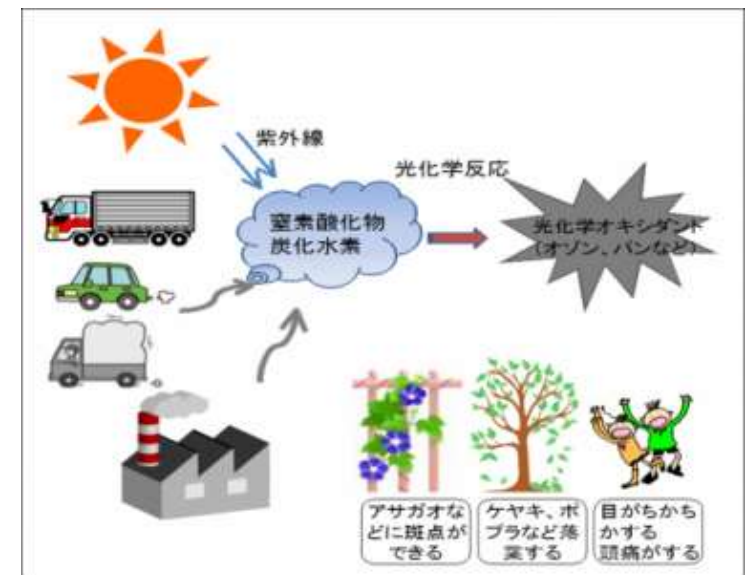 紫外線
光化学反応
窒素酸化物
炭化水素
光化学オキシダント
(オゾン、パンなど)
アサガオな
どに斑点が
できる
ケヤキ、ポ
プラなど落
葉する
目がちかち
かする
頭痛がする